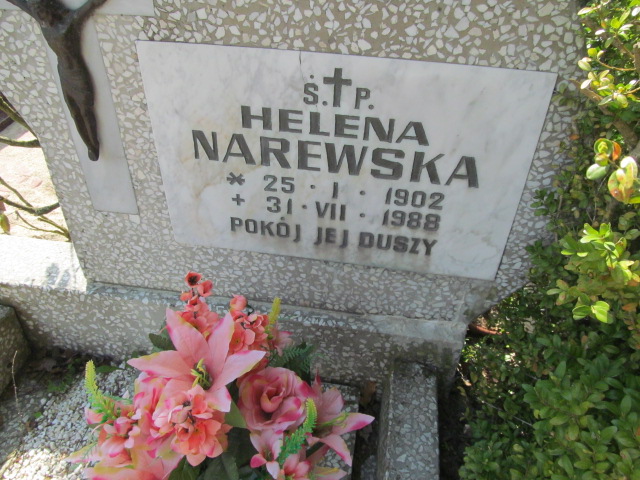 Ś.†P.
HELENA
NAREWSKA
* 25·I·1902
+ 31·VII·1988
POKÓJ JEJ DUSZY